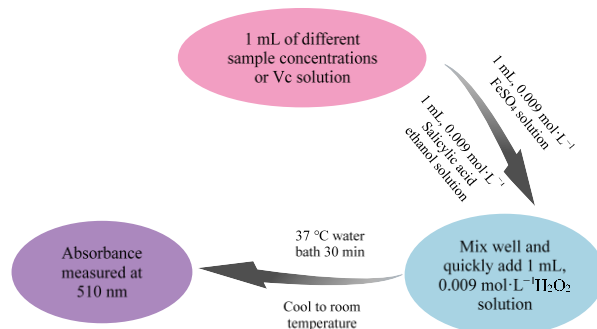 1 mL of different
sample concentrations
or Vc solution
1 mL, 0.009 mol·L⁻¹
FeSO₄ solution
1 mL, 0.009 mol·L⁻¹
Salicylic acid
ethanol solution
Mix well and
quickly add 1 mL,
0.009 mol·L⁻¹H₂O₂
solution
37 °C water
bath 30 min
Cool to room
temperature
Absorbance
measured at
510 nm